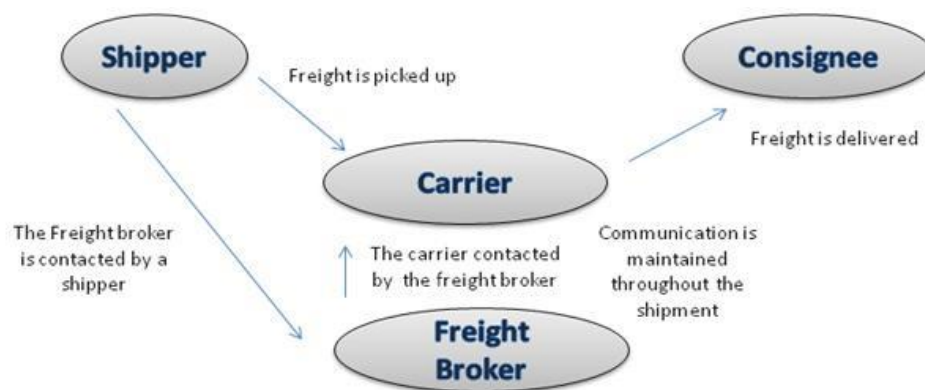 Shipper
Consignee
Freight is picked up
Freight is delivered
Carrier
The Freight broker
is contacted by a
shipper
The carrier contacted
by the freight broker
Communication is
maintained
throughout the
shipment
Freight
Broker